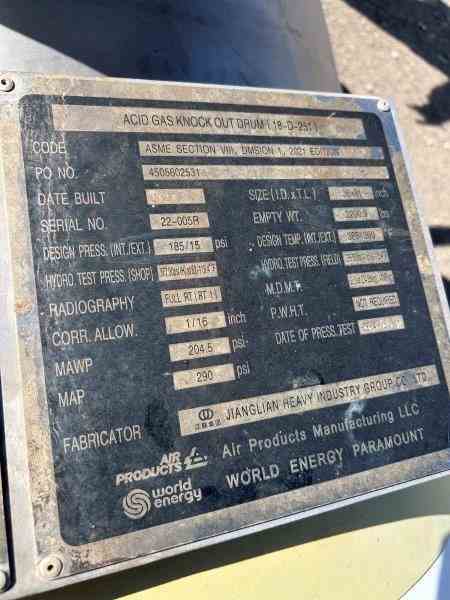 ACID GAS KNOCK OUT DRUM (18-D-251)
CODE ASME SECTION VIII, DIVISION 1, 2021 EDITION
PO NO. 4505602531
DATE BUILT SIZE (I.D. x T.L.)
SERIAL NO. 22-005R EMPTY WT. lbs
DESIGN PRESS. (INT./EXT.) 185/15 psi DESIGN TEMP. (INT./EXT.)
HYDRO. TEST PRESS. (SHOP) HYDRO. TEST PRESS. (FIELD)
RADIOGRAPHY FULL RT (RT 1) M.D.M.T.
CORR. ALLOW. 1/16 inch P.W.H.T. NOT REQUIRED
MAWP 204.5 psi DATE OF PRESS. TEST
MAP 290 psi
FABRICATOR JIANGLIAN HEAVY INDUSTRY GROUP CO., LTD.
AIR PRODUCTS Air Products Manufacturing LLC
world energy WORLD ENERGY PARAMOUNT